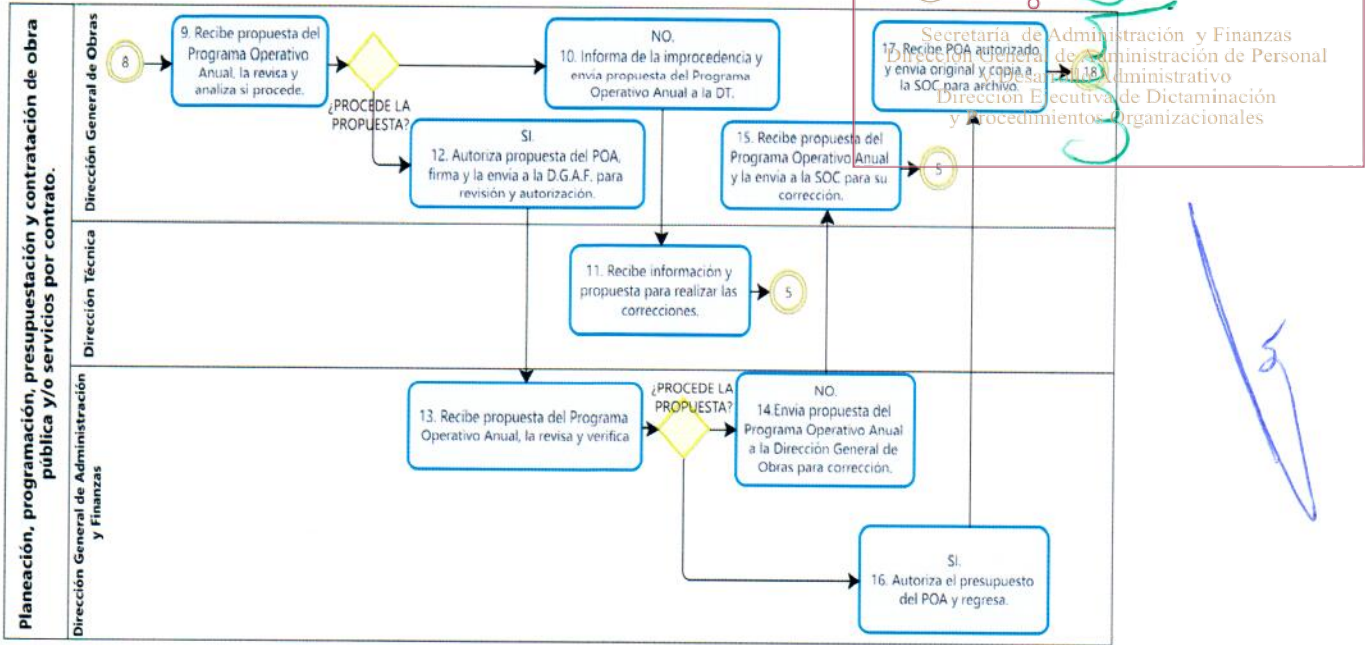 Planeación, programación, presupuestación y contratación de obra
pública y/o servicios por contrato.
Dirección General de Obras
8
9. Recibe propuesta del
Programa Operativo
Anual, la revisa y
analiza si procede.
¿PROCEDE LA
PROPUESTA?
NO.
10. Informa de la improcedencia y
envia propuesta del Programa
Operativo Anual a la DT.
SI.
12. Autoriza propuesta del POA,
firma y la envía a la D.G.A.F. para
revisión y autorización.
15. Recibe propuesta del
Programa Operativo Anual
y la envia a la SOC para su
corrección.
5
17. Recibe POA autorizado
y envia original y copia a
la SOC para archivo.
18
Secretaría de Administración y Finanzas
Dirección General de Administración de Personal
y Desarrollo Administrativo
Dirección Ejecutiva de Dictaminación
y Procedimientos Organizacionales
Dirección Técnica
11. Recibe información y
propuesta para realizar las
correcciones.
5
Dirección General de Administración
y Finanzas
13. Recibe propuesta del Programa
Operativo Anual, la revisa y verifica
¿PROCEDE LA
PROPUESTA?
NO.
14.Envia propuesta del
Programa Operativo Anual
a la Dirección General de
Obras para corrección.
SI.
16. Autoriza el presupuesto
del POA y regresa.